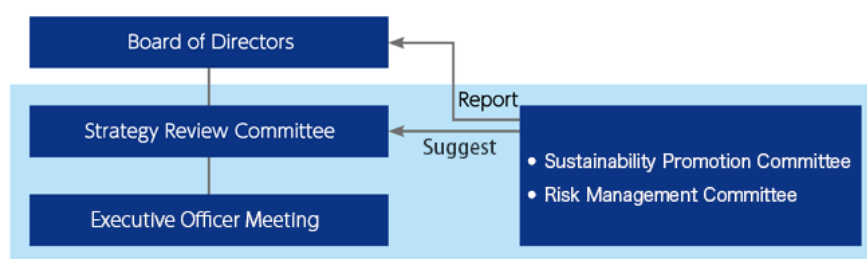 Board of Directors
Report
Strategy Review Committee
Suggest
• Sustainability Promotion Committee
• Risk Management Committee
Executive Officer Meeting